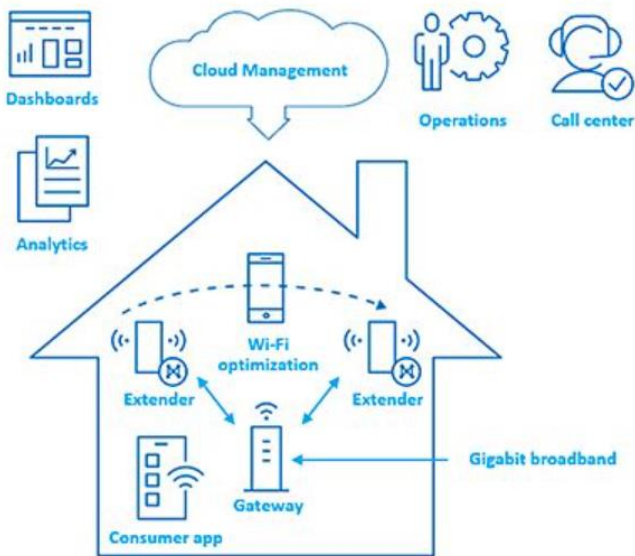 Dashboards
Cloud Management
Operations
Call center
Analytics
Wi-Fi
optimization
Extender
Extender
Gigabit broadband
Gateway
Consumer app